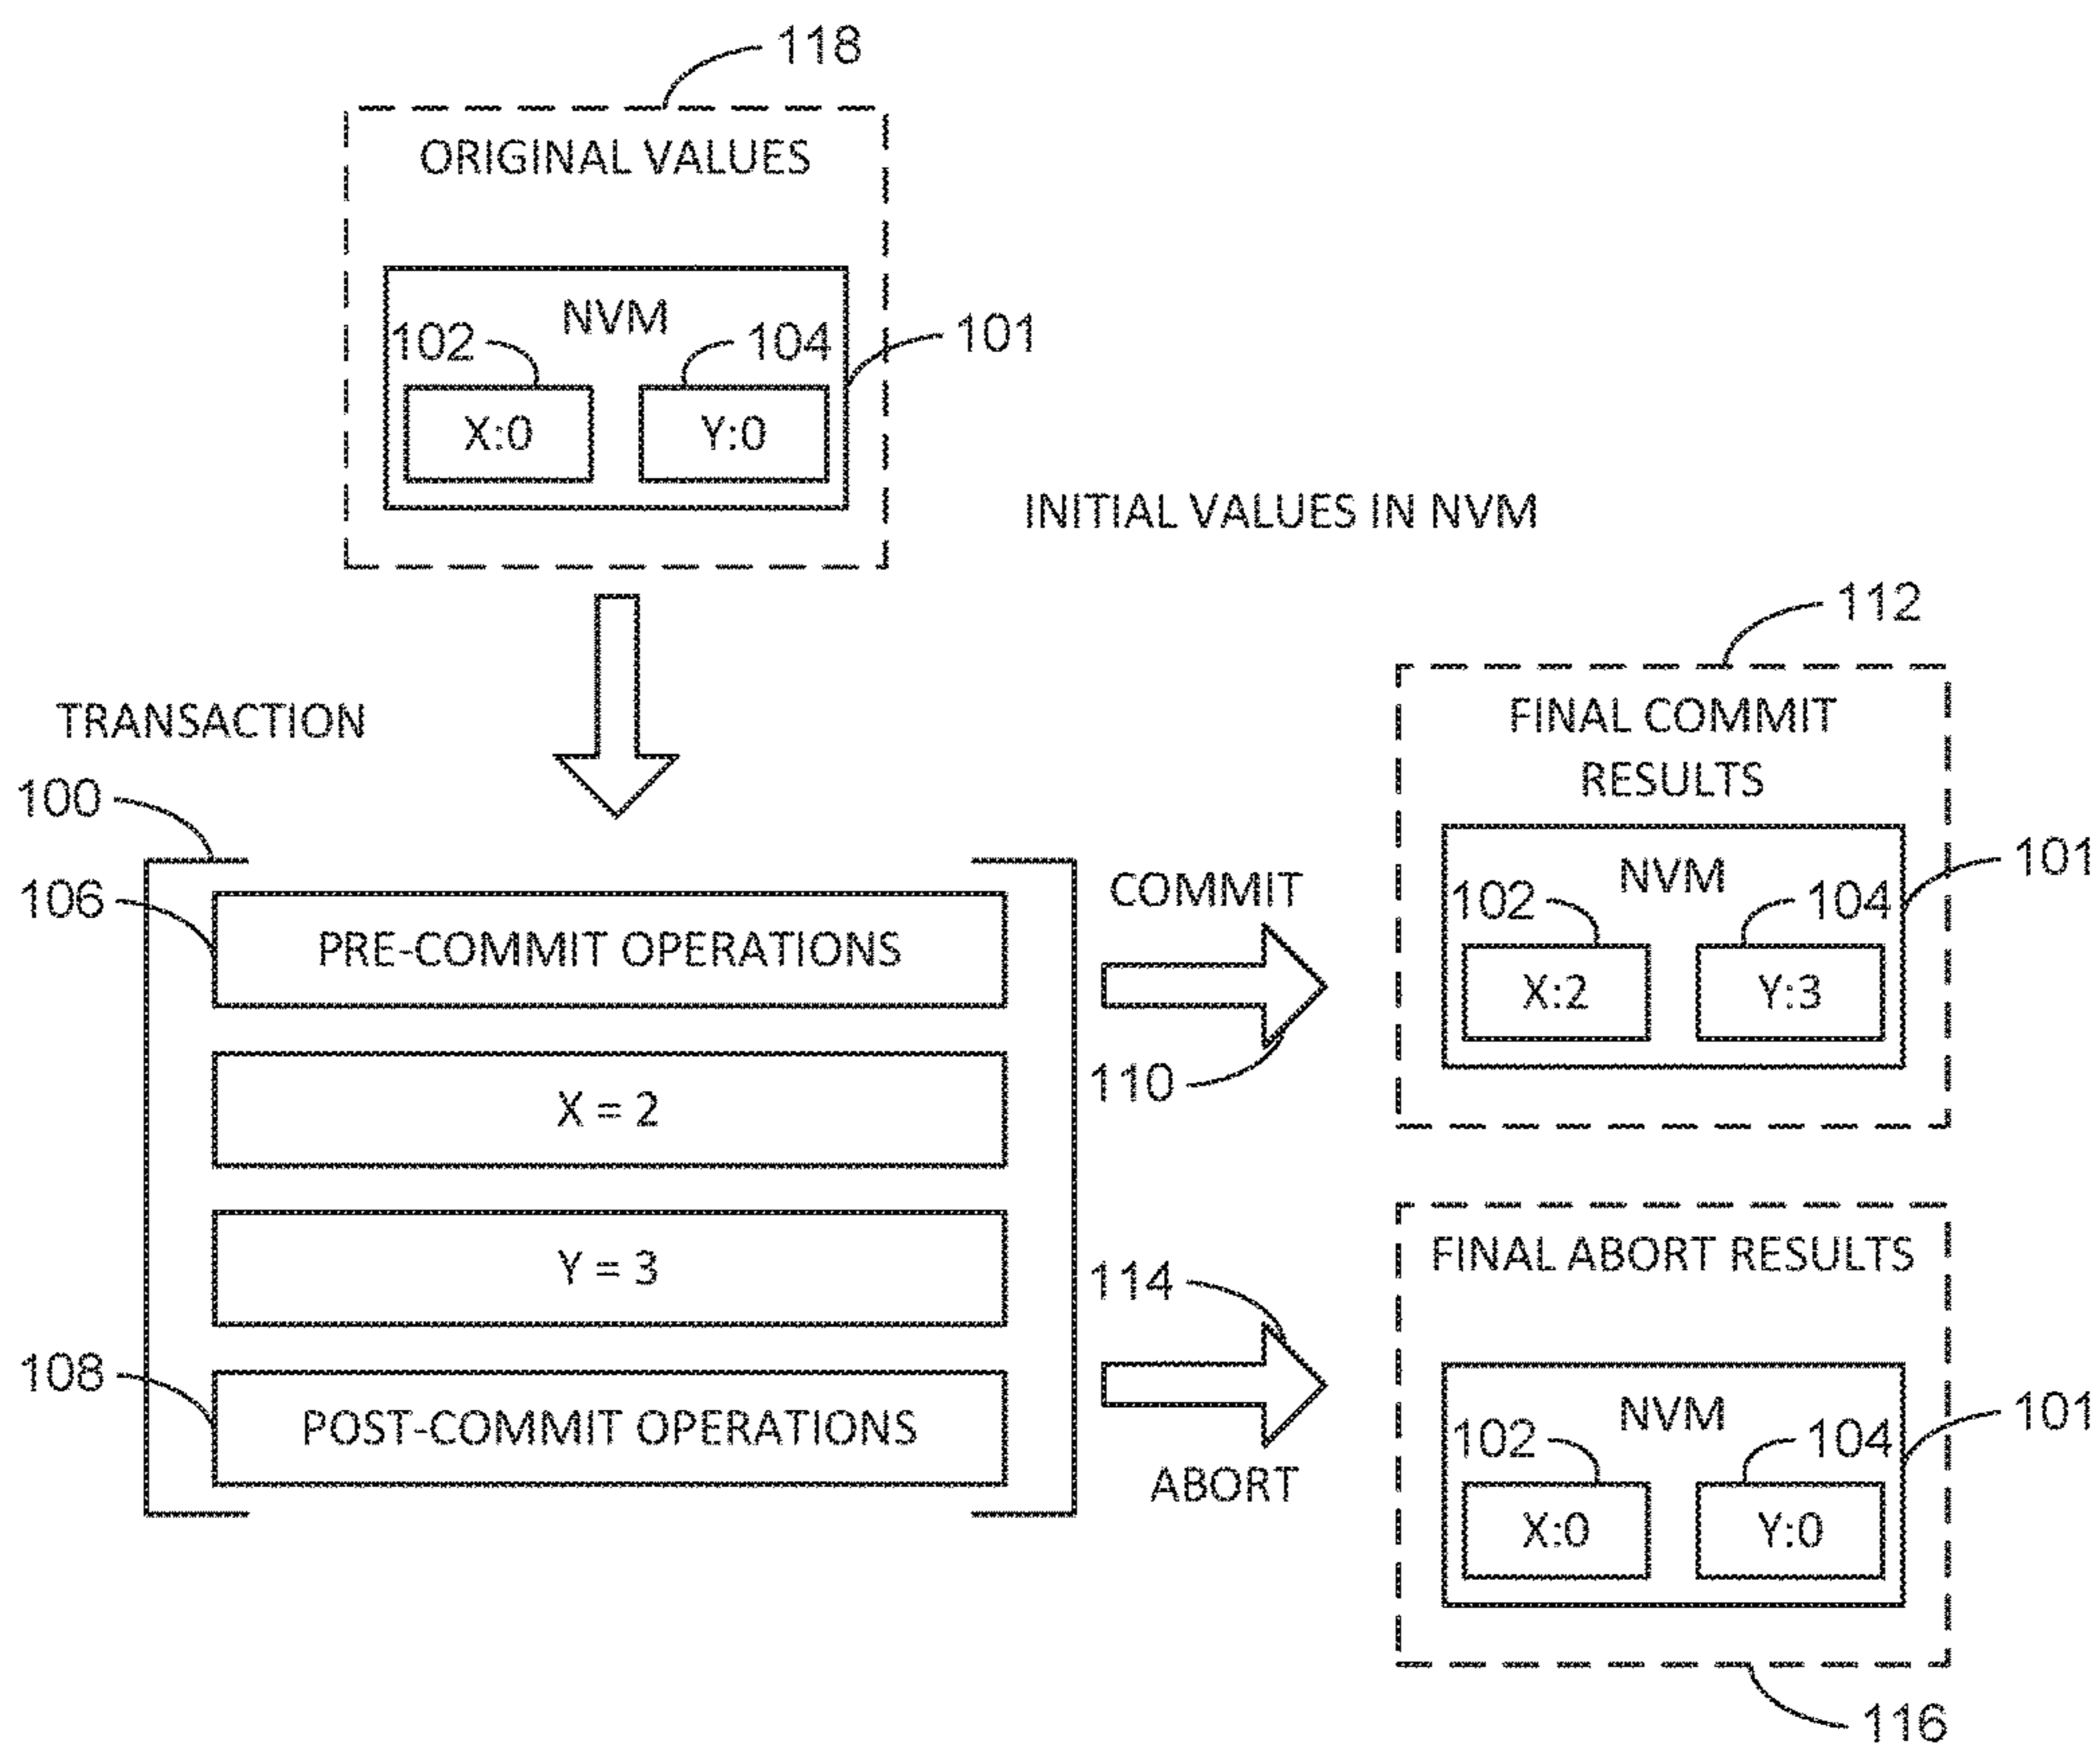 118
ORIGINAL VALUES
NVM
102
104
101
X:0
Y:0
INITIAL VALUES IN NVM
TRANSACTION
100
106
PRE-COMMIT OPERATIONS
X = 2
Y = 3
108
POST-COMMIT OPERATIONS
COMMIT
110
114
ABORT
112
FINAL COMMIT
RESULTS
NVM
101
102
104
X:2
Y:3
FINAL ABORT RESULTS
NVM
101
102
104
X:0
Y:0
116